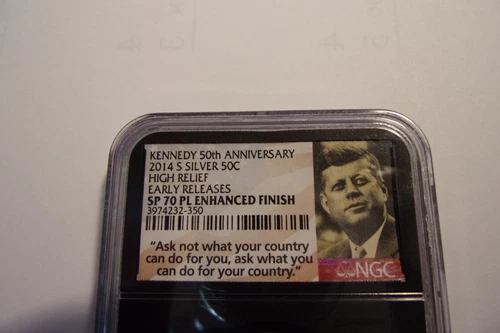 KENNEDY 50th ANNIVERSARY
2014 S SILVER 50C
HIGH RELIEF
EARLY RELEASES
SP 70 PL ENHANCED FINISH
3974232-350
“Ask not what your country
can do for you, ask what you
can do for your country.”
NGC